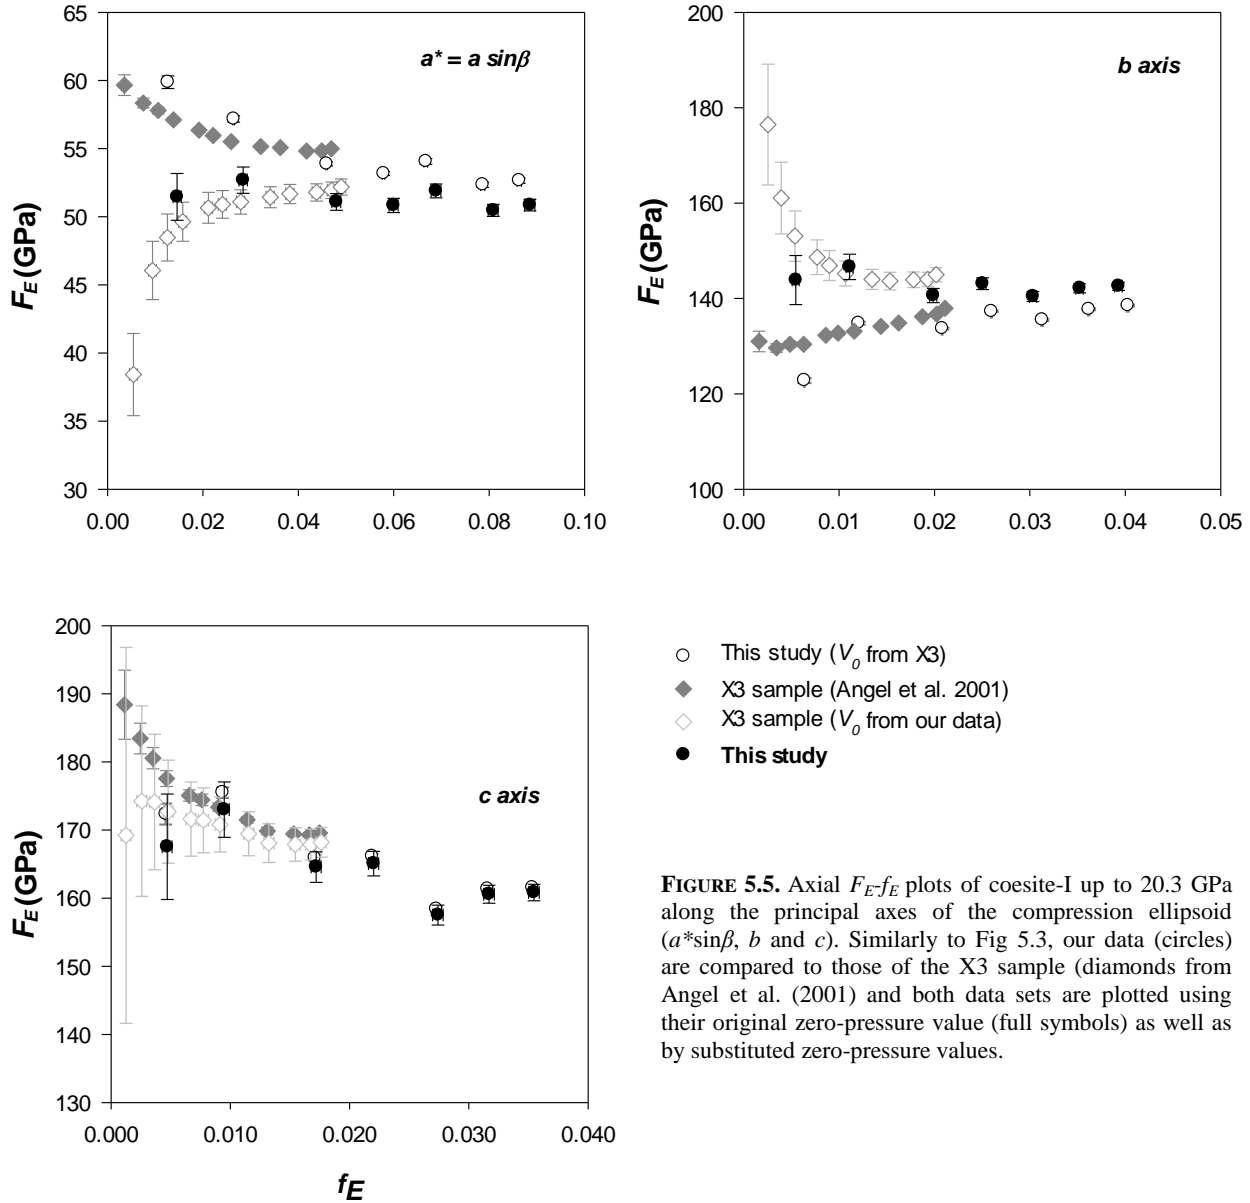 65
60
55
50
45
40
35
30
F_E (GPa)
a* = a sinβ
0.00 0.02 0.04 0.06 0.08 0.10
200
180
160
140
120
100
F_E (GPa)
b axis
0.00 0.01 0.02 0.03 0.04 0.05
200
190
180
170
160
150
140
130
F_E (GPa)
c axis
0.000 0.010 0.020 0.030 0.040
f_E
This study (V_0 from X3)
X3 sample (Angel et al. 2001)
X3 sample (V_0 from our data)
This study
FIGURE 5.5. Axial F_E-f_E plots of coesite-I up to 20.3 GPa
along the principal axes of the compression ellipsoid
(a*sinβ, b and c). Similarly to Fig 5.3, our data (circles)
are compared to those of the X3 sample (diamonds from
Angel et al. (2001) and both data sets are plotted using
their original zero-pressure value (full symbols) as well as
by substituted zero-pressure values.